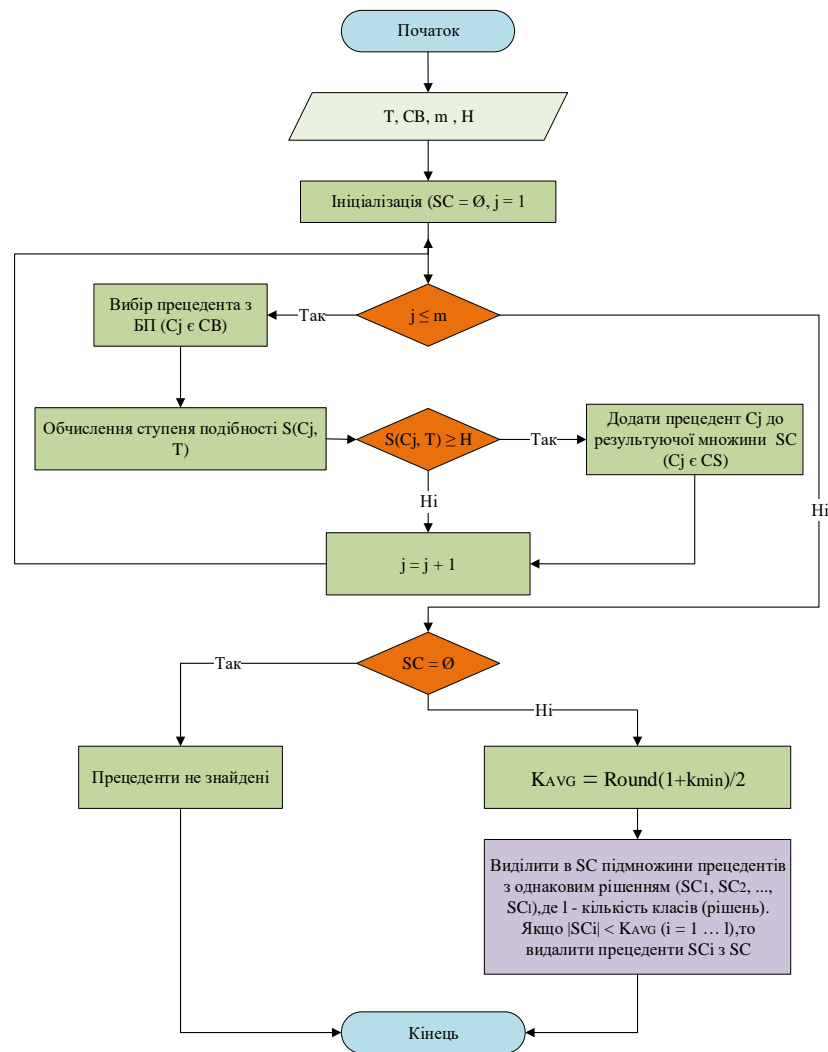 Початок
T, CB, m , H
Ініціалізація (SC = Ø, j = 1
Вибір прецедента з
БП (Cj є CB)
Так
j ≤ m
Обчислення ступеня подібності S(Cj,
T)
S(Cj, T) ≥ H
Так
Додати прецедент Cj до
результуючої множини SC
(Cj є CS)
Ні
Ні
j = j + 1
SC = Ø
Так
Ні
Прецеденти не знайдені
KAVG = Round(1+kmin)/2
Виділити в SC підмножини прецедентів
з однаковим рішенням (SC1, SC2, ...,
SCl),де l - кількість класів (рішень).
Якщо |SCi| < KAVG (i = 1 … l),то
видалити прецеденти SCi з SC
Кінець